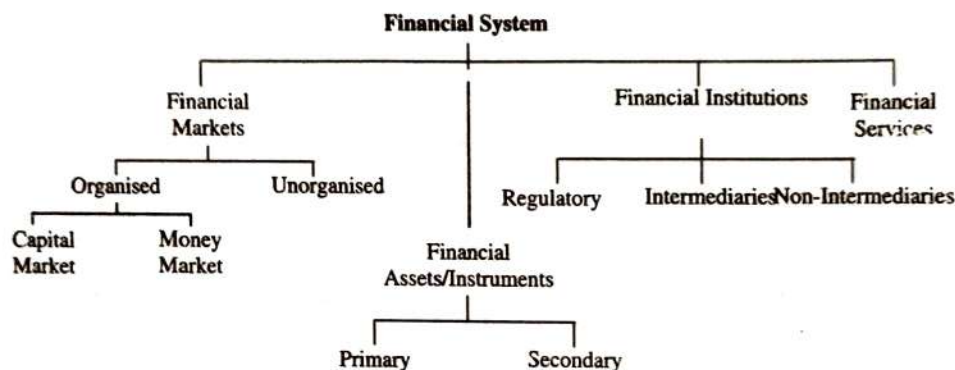 Financial System
Financial
Markets
Financial Institutions
Financial
Services
Organised
Unorganised
Regulatory
Intermediaries
Non-Intermediaries
Capital
Market
Money
Market
Financial
Assets/Instruments
Primary
Secondary